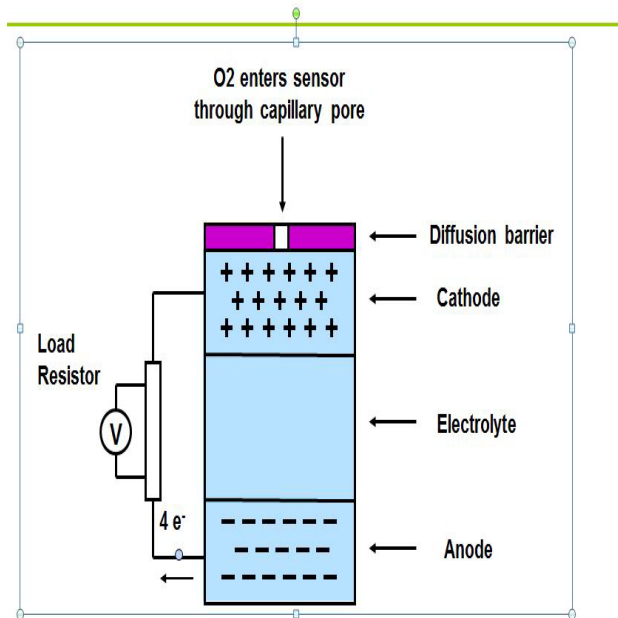 O2 enters sensor
through capillary pore
Diffusion barrier
Cathode
Load
Resistor
V
Electrolyte
4 e-
Anode